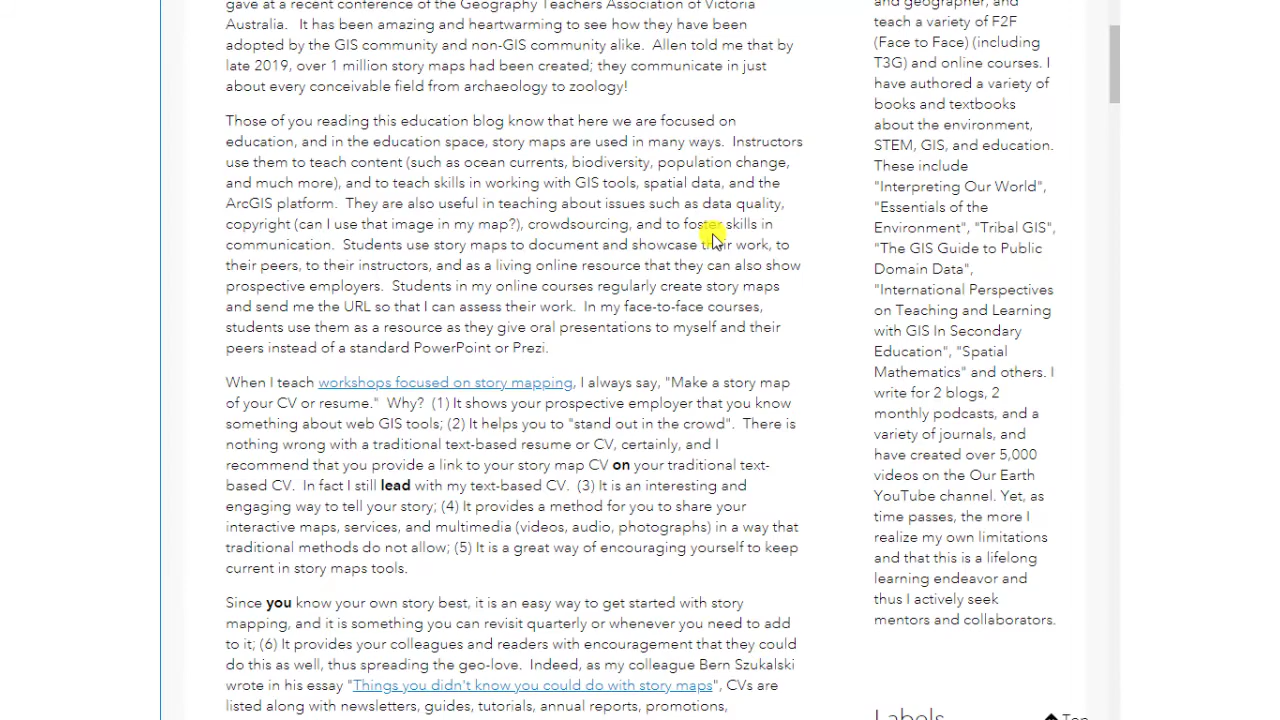 gave at a recent conference of the Geography Teachers Association of Victoria
Australia.  It has been amazing and heartwarming to see how they have been
adopted by the GIS community and non-GIS community alike.  Allen told me that by
late 2019, over 1 million story maps had been created; they communicate in just
about every conceivable field from archaeology to zoology!
Those of you reading this education blog know that here we are focused on
education, and in the education space, story maps are used in many ways.  Instructors
use them to teach content (such as ocean currents, biodiversity, population change,
and much more), and to teach skills in working with GIS tools, spatial data, and the
ArcGIS platform.  They are also useful in teaching about issues such as data quality,
copyright (can I use that image in my map?), crowdsourcing, and to foster skills in
communication.  Students use story maps to document and showcase their work, to
their peers, to their instructors, and as a living online resource that they can also show
prospective employers.  Students in my online courses regularly create story maps
and send me the URL so that I can assess their work.  In my face-to-face courses,
students use them as a resource as they give oral presentations to myself and their
peers instead of a standard PowerPoint or Prezi.
When I teach workshops focused on story mapping, I always say, "Make a story map
of your CV or resume."  Why?  (1) It shows your prospective employer that you know
something about web GIS tools; (2) It helps you to "stand out in the crowd".  There is
nothing wrong with a traditional text-based resume or CV, certainly, and I
recommend that you provide a link to your story map CV on your traditional text-
based CV.  In fact I still lead with my text-based CV.  (3) It is an interesting and
engaging way to tell your story; (4) It provides a method for you to share your
interactive maps, services, and multimedia (videos, audio, photographs) in a way that
traditional methods do not allow; (5) It is a great way of encouraging yourself to keep
current in story maps tools.
Since you know your own story best, it is an easy way to get started with story
mapping, and it is something you can revisit quarterly or whenever you need to add
to it; (6) It provides your colleagues and readers with encouragement that they could
do this as well, thus spreading the geo-love.  Indeed, as my colleague Bern Szukalski
wrote in his essay "Things you didn't know you could do with story maps", CVs are
listed along with newsletters, guides, tutorials, annual reports, promotions,
and geographer, and
teach a variety of F2F
(Face to Face) (including
T3G) and online courses. I
have authored a variety of
books and textbooks
about the environment,
STEM, GIS, and education.
These include
"Interpreting Our World",
"Essentials of the
Environment", "Tribal GIS",
"The GIS Guide to Public
Domain Data",
"International Perspectives
on Teaching and Learning
with GIS In Secondary
Education", "Spatial
Mathematics" and others. I
write for 2 blogs, 2
monthly podcasts, and a
variety of journals, and
have created over 5,000
videos on the Our Earth
YouTube channel. Yet, as
time passes, the more I
realize my own limitations
and that this is a lifelong
learning endeavor and
thus I actively seek
mentors and collaborators.
Labels
Top